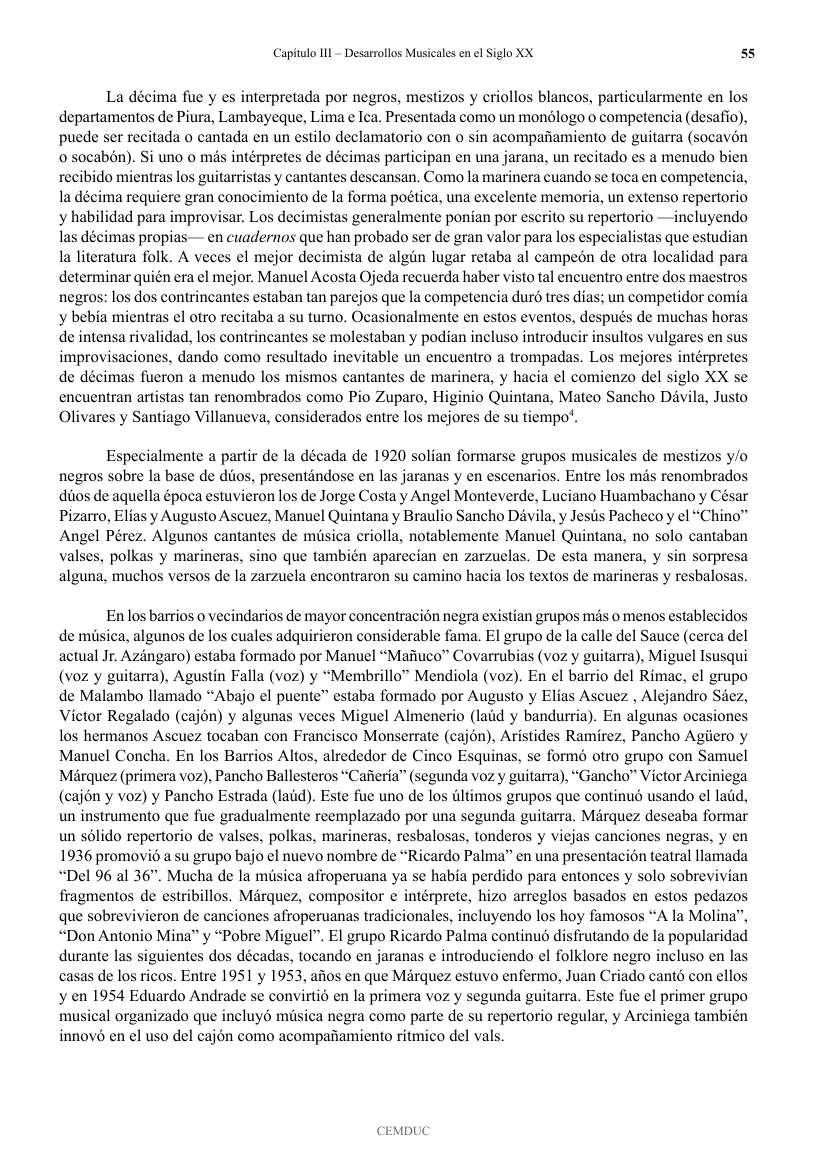 Capítulo III – Desarrollos Musicales en el Siglo XX
55
La décima fue y es interpretada por negros, mestizos y criollos blancos, particularmente en los
departamentos de Piura, Lambayeque, Lima e Ica. Presentada como un monólogo o competencia (desafío),
puede ser recitada o cantada en un estilo declamatorio con o sin acompañamiento de guitarra (socavón
o socabón). Si uno o más intérpretes de décimas participan en una jarana, un recitado es a menudo bien
recibido mientras los guitarristas y cantantes descansan. Como la marinera cuando se toca en competencia,
la décima requiere gran conocimiento de la forma poética, una excelente memoria, un extenso repertorio
y habilidad para improvisar. Los decimistas generalmente ponían por escrito su repertorio —incluyendo
las décimas propias— en cuadernos que han probado ser de gran valor para los especialistas que estudian
la literatura folk. A veces el mejor decimista de algún lugar retaba al campeón de otra localidad para
determinar quién era el mejor. Manuel Acosta Ojeda recuerda haber visto tal encuentro entre dos maestros
negros: los dos contrincantes estaban tan parejos que la competencia duró tres días; un competidor comía
y bebía mientras el otro recitaba a su turno. Ocasionalmente en estos eventos, después de muchas horas
de intensa rivalidad, los contrincantes se molestaban y podían incluso introducir insultos vulgares en sus
improvisaciones, dando como resultado inevitable un encuentro a trompadas. Los mejores intérpretes
de décimas fueron a menudo los mismos cantantes de marinera, y hacia el comienzo del siglo XX se
encuentran artistas tan renombrados como Pio Zuparo, Higinio Quintana, Mateo Sancho Dávila, Justo
Olivares y Santiago Villanueva, considerados entre los mejores de su tiempo4.
Especialmente a partir de la década de 1920 solían formarse grupos musicales de mestizos y/o
negros sobre la base de dúos, presentándose en las jaranas y en escenarios. Entre los más renombrados
dúos de aquella época estuvieron los de Jorge Costa y Angel Monteverde, Luciano Huambachano y César
Pizarro, Elías y Augusto Ascuez, Manuel Quintana y Braulio Sancho Dávila, y Jesús Pacheco y el “Chino”
Angel Pérez. Algunos cantantes de música criolla, notablemente Manuel Quintana, no solo cantaban
valses, polkas y marineras, sino que también aparecían en zarzuelas. De esta manera, y sin sorpresa
alguna, muchos versos de la zarzuela encontraron su camino hacia los textos de marineras y resbalosas.
En los barrios o vecindarios de mayor concentración negra existían grupos más o menos establecidos
de música, algunos de los cuales adquirieron considerable fama. El grupo de la calle del Sauce (cerca del
actual Jr. Azángaro) estaba formado por Manuel “Mañuco” Covarrubias (voz y guitarra), Miguel Isusqui
(voz y guitarra), Agustín Falla (voz) y “Membrillo” Mendiola (voz). En el barrio del Rímac, el grupo
de Malambo llamado “Abajo el puente” estaba formado por Augusto y Elías Ascuez , Alejandro Sáez,
Víctor Regalado (cajón) y algunas veces Miguel Almenerio (laúd y bandurria). En algunas ocasiones
los hermanos Ascuez tocaban con Francisco Monserrate (cajón), Arístides Ramírez, Pancho Agüero y
Manuel Concha. En los Barrios Altos, alrededor de Cinco Esquinas, se formó otro grupo con Samuel
Márquez (primera voz), Pancho Ballesteros “Cañería” (segunda voz y guitarra), “Gancho” Víctor Arciniega
(cajón y voz) y Pancho Estrada (laúd). Este fue uno de los últimos grupos que continuó usando el laúd,
un instrumento que fue gradualmente reemplazado por una segunda guitarra. Márquez deseaba formar
un sólido repertorio de valses, polkas, marineras, resbalosas, tonderos y viejas canciones negras, y en
1936 promovió a su grupo bajo el nuevo nombre de “Ricardo Palma” en una presentación teatral llamada
“Del 96 al 36”. Mucha de la música afroperuana ya se había perdido para entonces y solo sobrevivían
fragmentos de estribillos. Márquez, compositor e intérprete, hizo arreglos basados en estos pedazos
que sobrevivieron de canciones afroperuanas tradicionales, incluyendo los hoy famosos “A la Molina”,
“Don Antonio Mina” y “Pobre Miguel”. El grupo Ricardo Palma continuó disfrutando de la popularidad
durante las siguientes dos décadas, tocando en jaranas e introduciendo el folklore negro incluso en las
casas de los ricos. Entre 1951 y 1953, años en que Márquez estuvo enfermo, Juan Criado cantó con ellos
y en 1954 Eduardo Andrade se convirtió en la primera voz y segunda guitarra. Este fue el primer grupo
musical organizado que incluyó música negra como parte de su repertorio regular, y Arciniega también
innovó en el uso del cajón como acompañamiento rítmico del vals.
CEMDUC